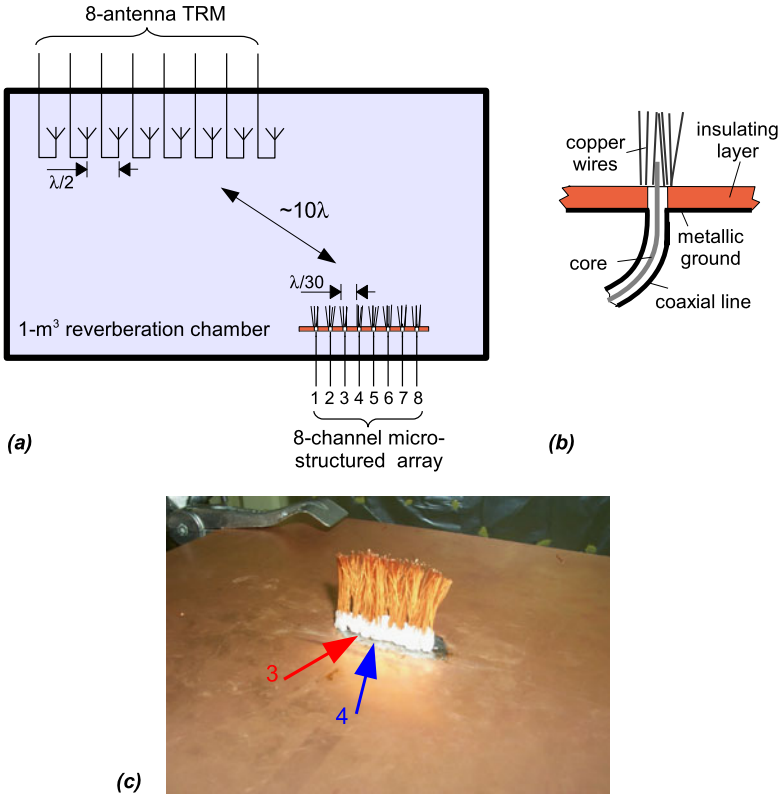 8-antenna TRM
λ/2
~10λ
λ/30
1-m³ reverberation chamber
1 2 3 4 5 6 7 8
8-channel micro-
structured array
(a)
copper
wires
insulating
layer
metallic
ground
core
coaxial line
(b)
3
4
(c)